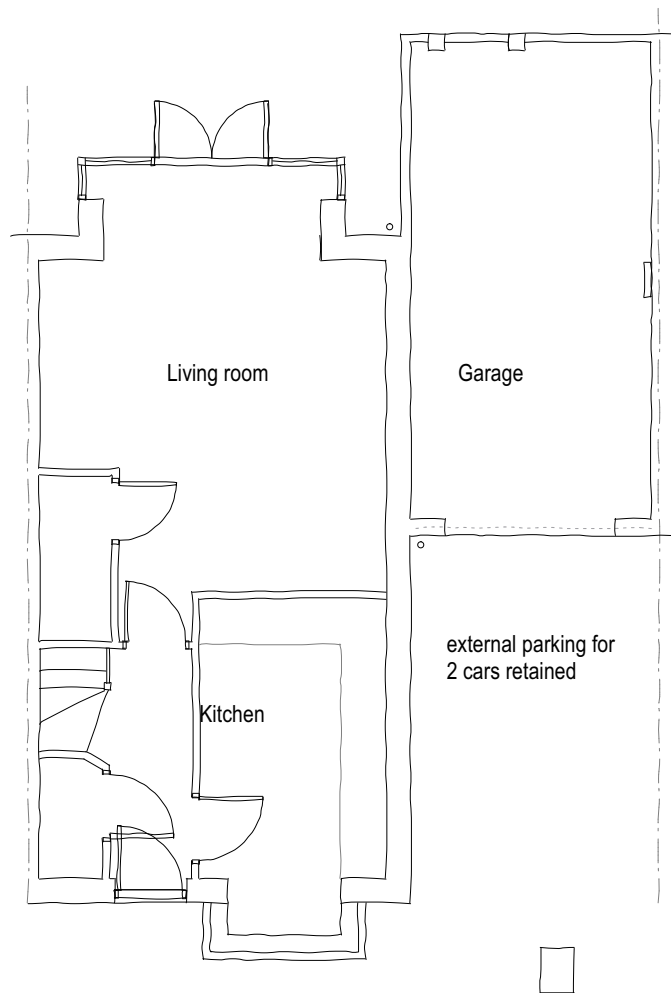 Living room
Garage
external parking for
2 cars retained
Kitchen